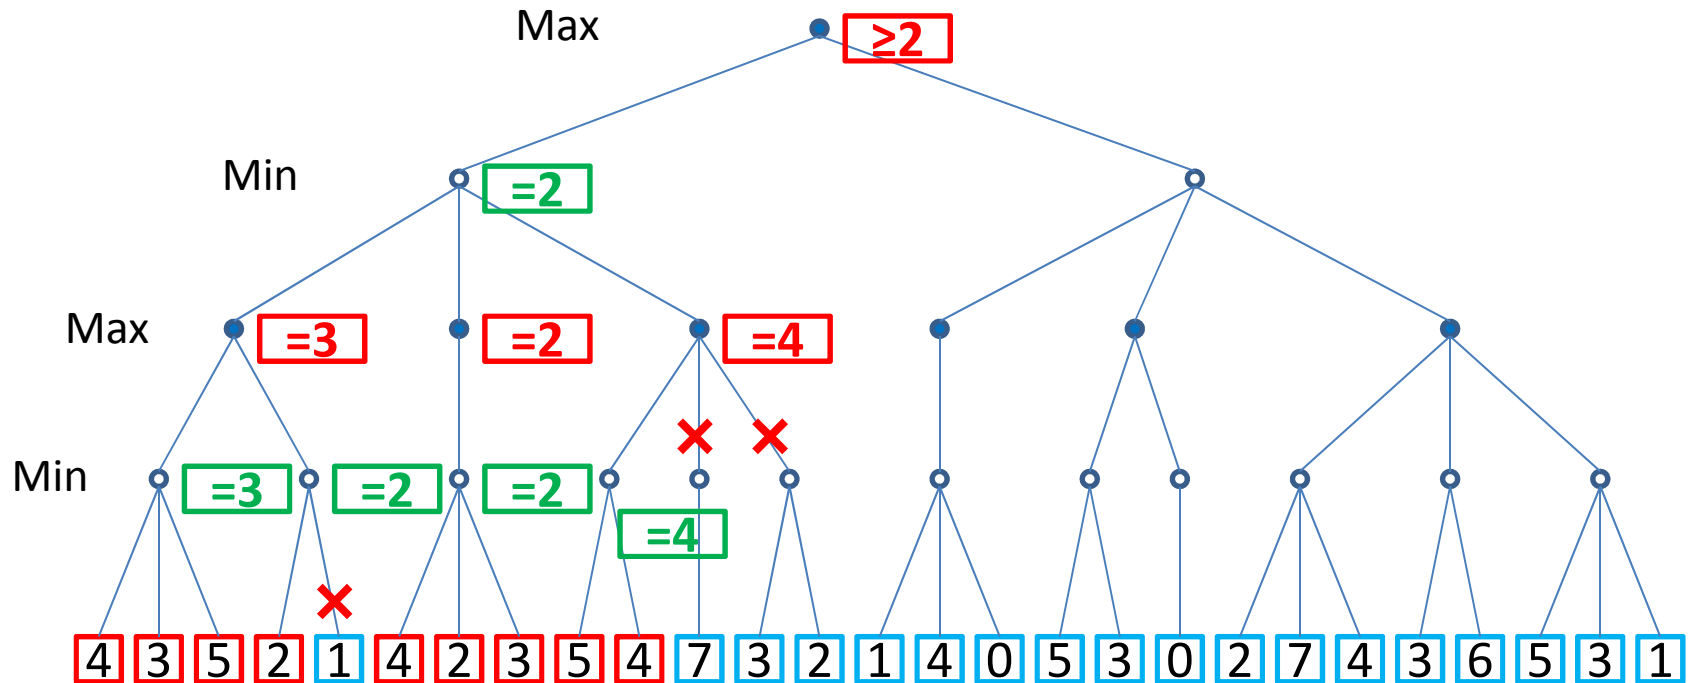 Max ≥2
Min =2
Max =3 =2 =4
Min =3 =2 =2
=4
4 3 5 2 1 4 2 3 5 4 7 3 2 1 4 0 5 3 0 2 7 4 3 6 5 3 1